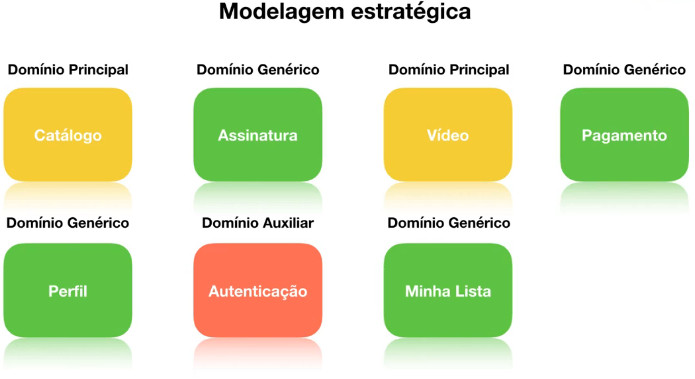 Modelagem estratégica
Domínio Principal
Domínio Genérico
Domínio Principal
Domínio Genérico
Catálogo
Assinatura
Vídeo
Pagamento
Domínio Genérico
Domínio Auxiliar
Domínio Genérico
Perfil
Autenticação
Minha Lista